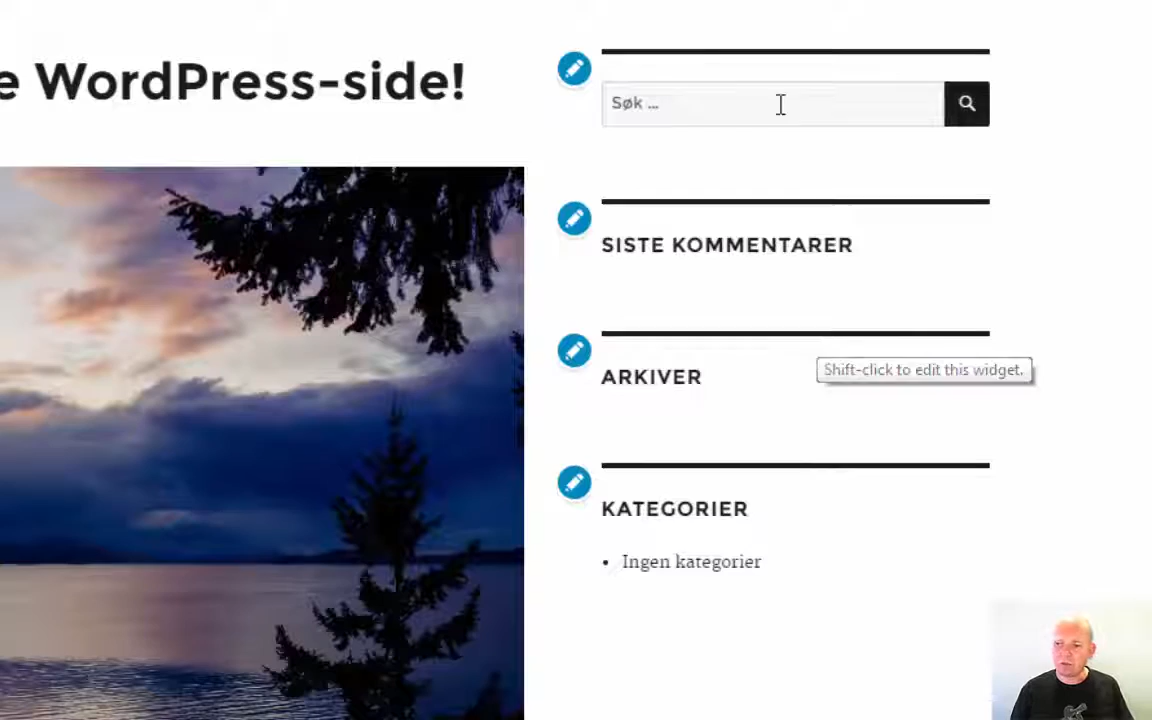 e WordPress-side!
Søk ...
SISTE KOMMENTARER
ARKIVER
Shift-click to edit this widget.
KATEGORIER
• Ingen kategorier